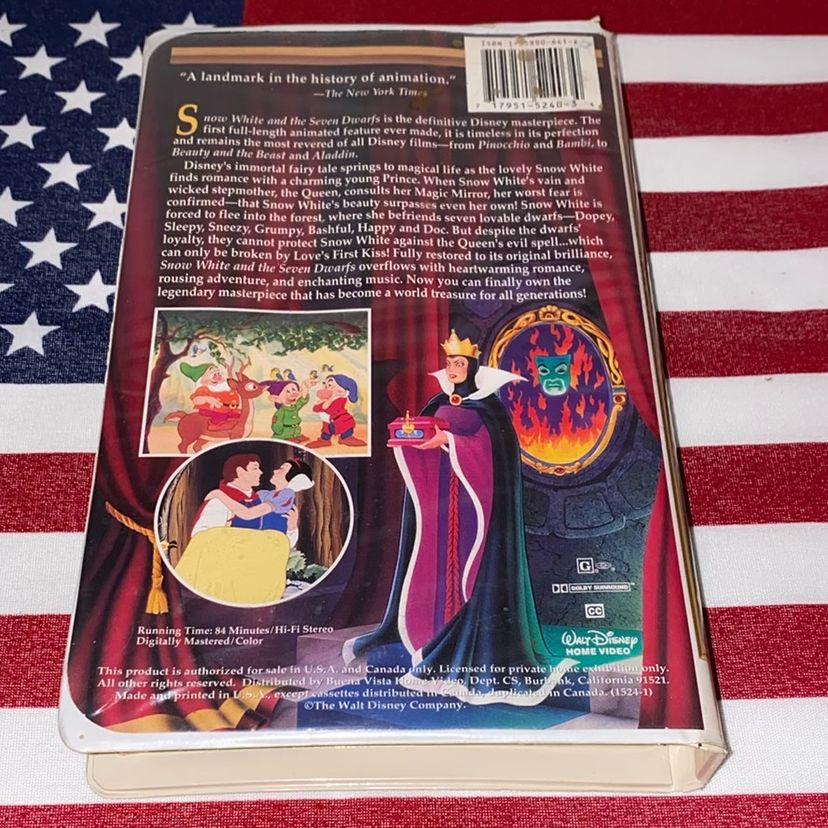 "A landmark in the history of animation."
—The New York Times
ISBN 1-55890-661-2
7 17951-5240-3 4
Snow White and the Seven Dwarfs is the definitive Disney masterpiece. The
first full-length animated feature ever made, it is timeless in its perfection
and remains the most revered of all Disney films—from Pinocchio and Bambi, to
Beauty and the Beast and Aladdin.
Disney's immortal fairy tale springs to magical life as the lovely Snow White
finds romance with a charming young Prince. When Snow White's vain and
wicked stepmother, the Queen, consults her Magic Mirror, her worst fear is
confirmed—that Snow White's beauty surpasses even her own! Snow White is
forced to flee into the forest, where she befriends seven lovable dwarfs—Dopey,
Sleepy, Sneezy, Grumpy, Bashful, Happy and Doc. But despite the dwarfs'
loyalty, they cannot protect Snow White against the Queen's evil spell...which
can only be broken by Love's First Kiss! Fully restored to its original brilliance,
Snow White and the Seven Dwarfs overflows with heartwarming romance,
rousing adventure, and enchanting music. Now you can finally own the
legendary masterpiece that has become a world treasure for all generations!
G
DOLBY SURROUND
CC
Walt Disney
HOME VIDEO
Running Time: 84 Minutes/Hi-Fi Stereo
Digitally Mastered/Color
This product is authorized for sale in U.S.A. and Canada only. Licensed for private home exhibition only.
All other rights reserved. Distributed by Buena Vista Home Video, Dept. CS, Burbank, California 91521.
Made and printed in U.S.A., except cassettes distributed in Canada, duplicated in Canada. (1524-1)
©The Walt Disney Company.